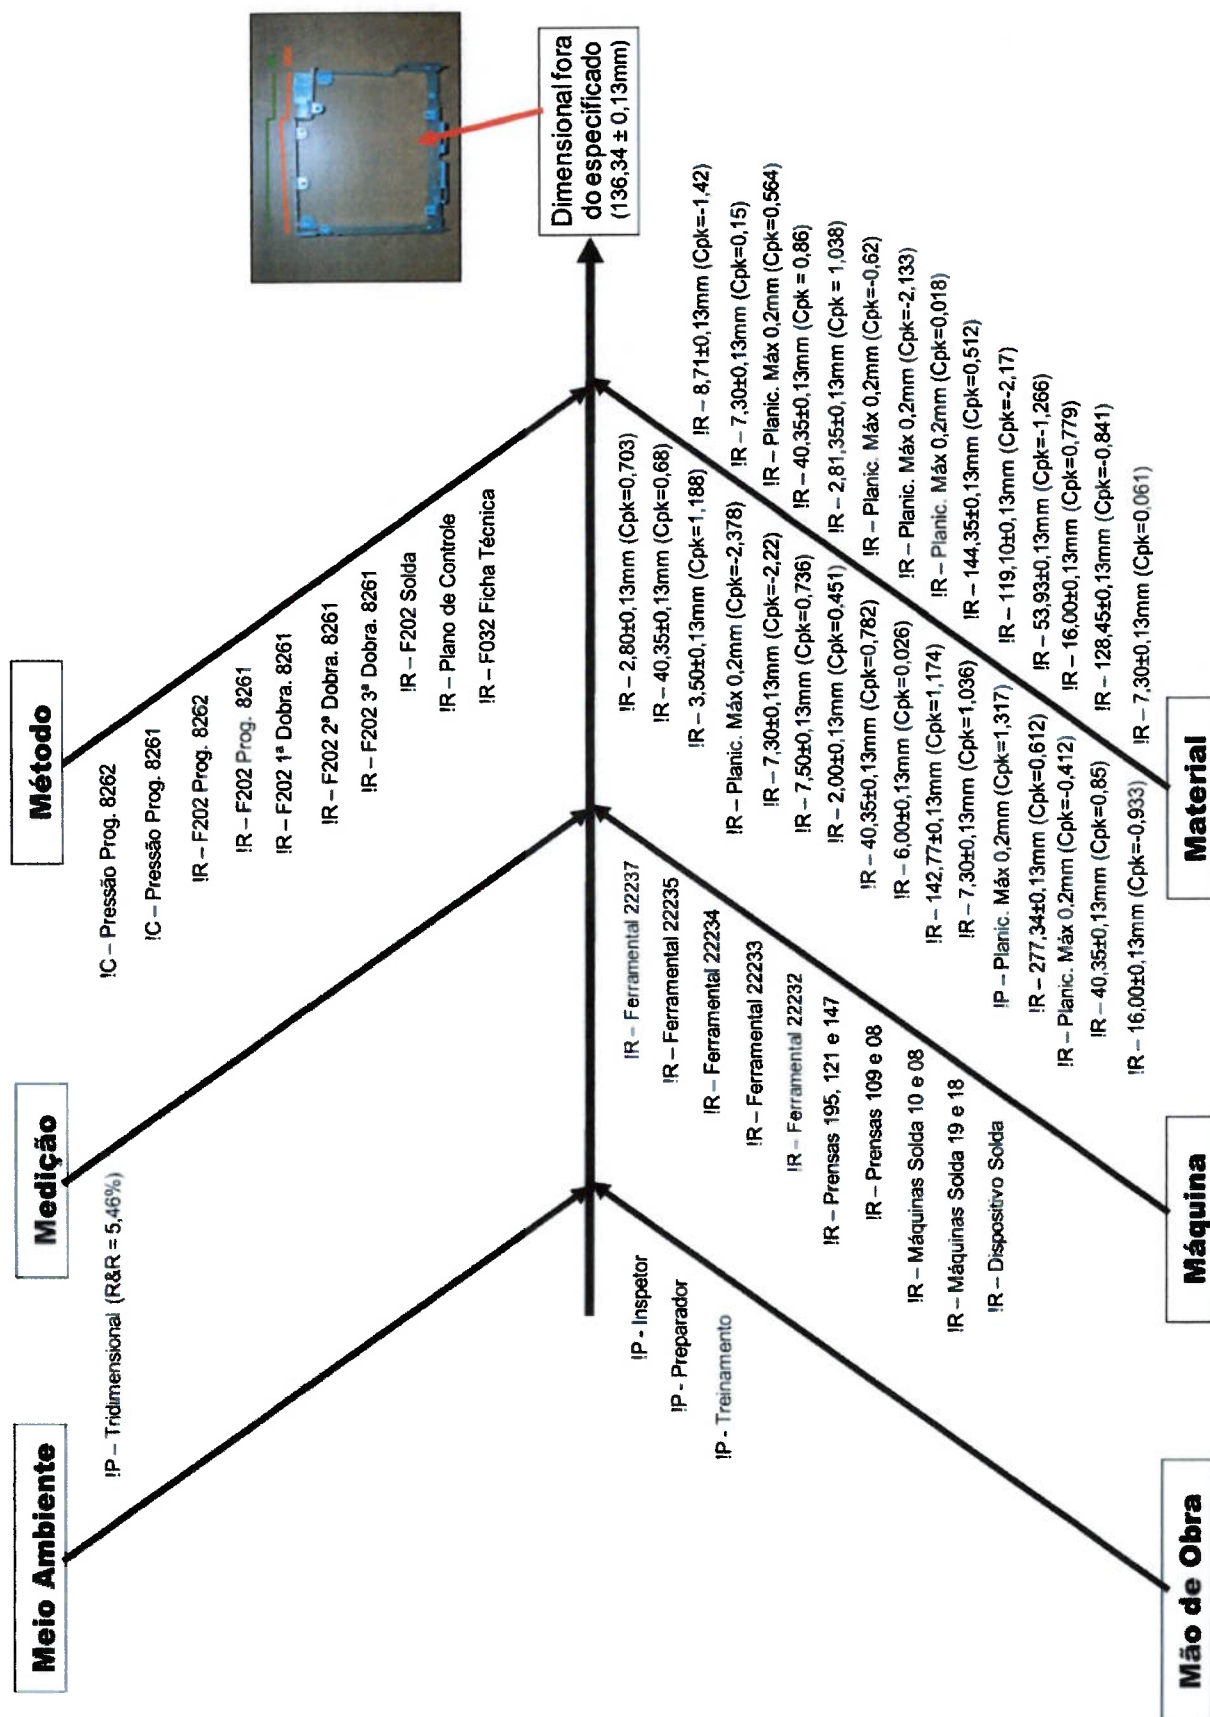 Meio Ambiente
Medição
Método
!P – Tridimensional (R&R = 5,46%)
!C – Pressão Prog. 8262
!C – Pressão Prog. 8261
!R – F202 Prog. 8262
!R – F202 Prog. 8261
!R – F202 1ª Dobra. 8261
!R – F202 2ª Dobra. 8261
!R – F202 3ª Dobra. 8261
!R – F202 Solda
!R – Plano de Controle
!R – F032 Ficha Técnica
Dimensional fora
do especificado
(136,34 ± 0,13mm)
!P - Inspetor
!P - Preparador
!P - Treinamento
!R – Ferramental 22237
!R – Ferramental 22235
!R – Ferramental 22234
!R – Ferramental 22233
!R – Ferramental 22232
!R – Prensas 195, 121 e 147
!R – Prensas 109 e 08
!R – Máquinas Solda 10 e 08
!R – Máquinas Solda 19 e 18
!R – Dispositivo Solda
!R – 2,80±0,13mm (Cpk=0,703)
!R – 40,35±0,13mm (Cpk=0,68)
!R – 3,50±0,13mm (Cpk=1,188)
!R – Planic. Máx 0,2mm (Cpk=-2,378)
!R – 7,30±0,13mm (Cpk=-2,22)
!R – 7,50±0,13mm (Cpk=0,736)
!R – 2,00±0,13mm (Cpk=0,451)
!R – 40,35±0,13mm (Cpk=0,782)
!R – 6,00±0,13mm (Cpk=0,026)
!R – 142,77±0,13mm (Cpk=1,174)
!R – 7,30±0,13mm (Cpk=1,036)
!P – Planic. Máx 0,2mm (Cpk=1,317)
!R – 277,34±0,13mm (Cpk=0,612)
!R – Planic. Máx 0,2mm (Cpk=-0,412)
!R – 40,35±0,13mm (Cpk=0,85)
!R – 16,00±0,13mm (Cpk=-0,933)
!R – 8,71±0,13mm (Cpk=-1,42)
!R – 7,30±0,13mm (Cpk=0,15)
!R – Planic. Máx 0,2mm (Cpk=0,564)
!R – 40,35±0,13mm (Cpk = 0,86)
!R – 2,81,35±0,13mm (Cpk = 1,038)
!R – Planic. Máx 0,2mm (Cpk=-0,62)
!R – Planic. Máx 0,2mm (Cpk=-2,133)
!R – Planic. Máx 0,2mm (Cpk=0,018)
!R – 144,35±0,13mm (Cpk=0,512)
!R – 119,10±0,13mm (Cpk=-2,17)
!R – 53,93±0,13mm (Cpk=-1,266)
!R – 16,00±0,13mm (Cpk=0,779)
!R – 128,45±0,13mm (Cpk=-0,841)
!R – 7,30±0,13mm (Cpk=0,061)
Mão de Obra
Máquina
Material